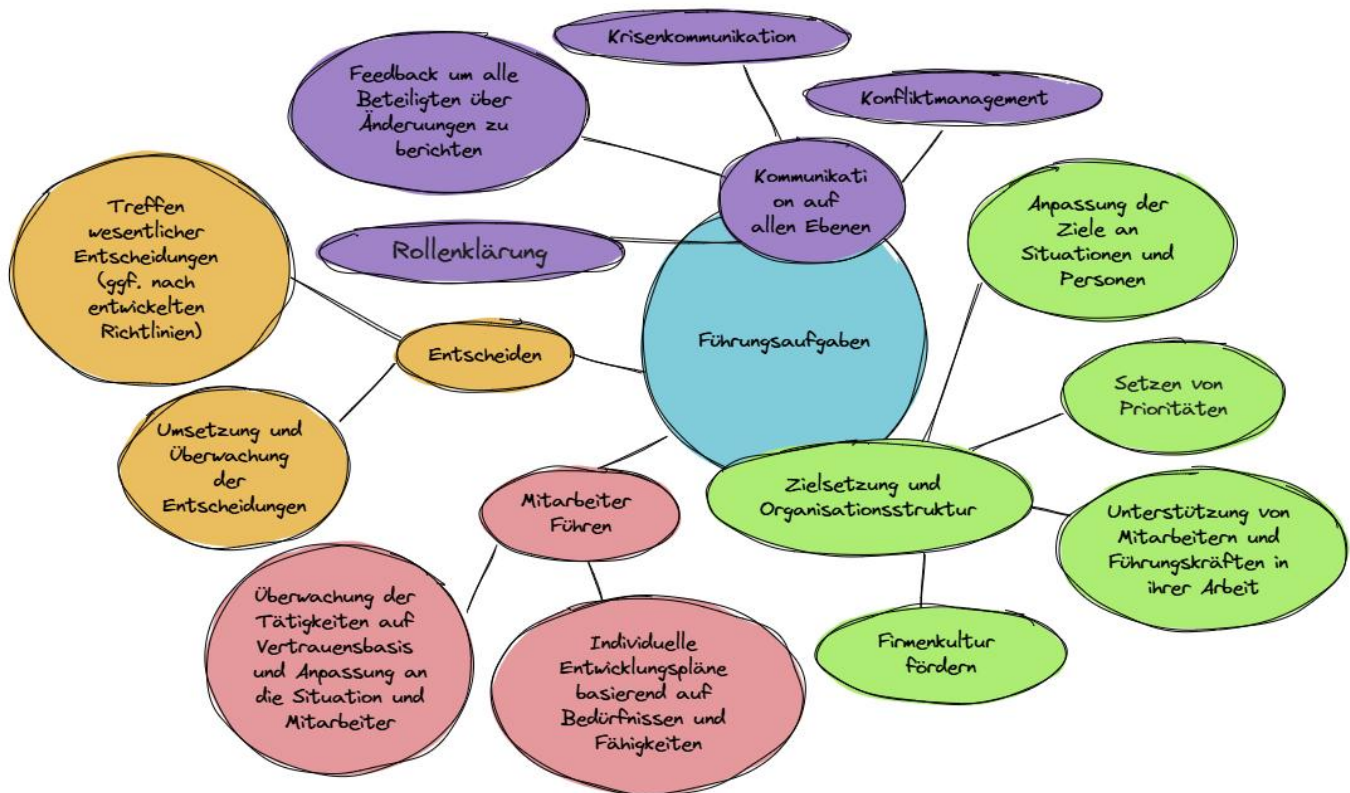 Krisenkommunikation
Feedback um alle
Beteiligten über
Änderuungen zu
berichten
Konfliktmanagement
Kommunikati
on auf
allen Ebenen
Treffen
wesentlicher
Entscheidungen
(ggf. nach
entwickelten
Richtlinien)
Rollenklärung
Anpassung der
Ziele an
Situationen und
Personen
Entscheiden
Führungsaufgaben
Setzen von
Prioritäten
Umsetzung und
Überwachung
der
Entscheidungen
Mitarbeiter
Führen
Zielsetzung und
Organisationsstruktur
Unterstützung von
Mitarbeitern und
Führungskräften in
ihrer Arbeit
Überwachung der
Tätigkeiten auf
Vertrauensbasis
und Anpassung an
die Situation und
Mitarbeiter
Individuelle
Entwicklungspläne
basierend auf
Bedürfnissen und
Fähigkeiten
Firmenkultur
fördern